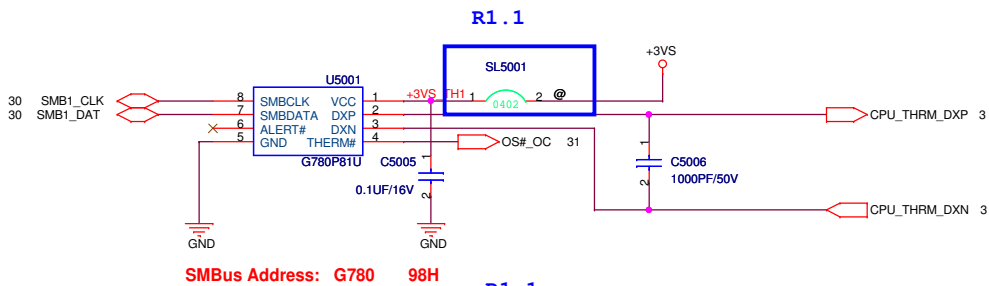 R1.1
+3VS
SL5001
U5001
+3VS_TH1 1 0402 2 @
30 SMB1_CLK 8 SMBCLK VCC 1
30 SMB1_DAT 7 SMBDATA DXP 2 CPU_THRM_DXP 3
6 ALERT# DXN 3
5 GND THERM# 4 OS#_OC 31
G780P81U
C5005 1 2
0.1UF/16V
1 C5006 2
1000PF/50V
CPU_THRM_DXN 3
GND GND
SMBus Address: G780 98H
R1.1